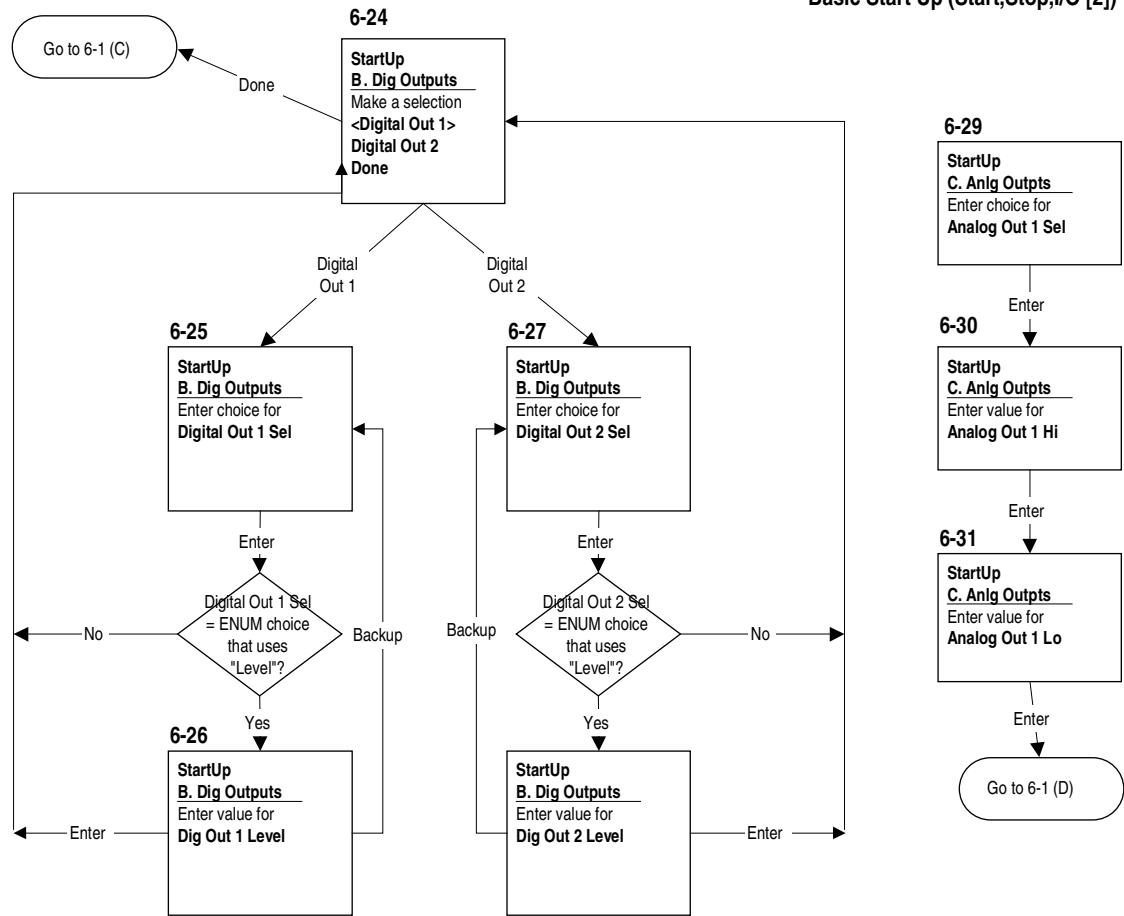 Basic Start Up (Start,Stop,I/O [2])
6-24
Go to 6-1 (C)
Done
StartUp
B. Dig Outputs
Make a selection
<Digital Out 1>
Digital Out 2
Done
Digital
Out 1
Digital
Out 2
6-25
StartUp
B. Dig Outputs
Enter choice for
Digital Out 1 Sel
Enter
Digital Out 1 Sel
= ENUM choice
that uses
"Level"?
No
Backup
Yes
6-26
StartUp
B. Dig Outputs
Enter value for
Dig Out 1 Level
Enter
6-27
StartUp
B. Dig Outputs
Enter choice for
Digital Out 2 Sel
Enter
Digital Out 2 Sel
= ENUM choice
that uses
"Level"?
Backup
No
Yes
StartUp
B. Dig Outputs
Enter value for
Dig Out 2 Level
Enter
6-29
StartUp
C. Anlg Outpts
Enter choice for
Analog Out 1 Sel
Enter
6-30
StartUp
C. Anlg Outpts
Enter value for
Analog Out 1 Hi
Enter
6-31
StartUp
C. Anlg Outpts
Enter value for
Analog Out 1 Lo
Enter
Go to 6-1 (D)